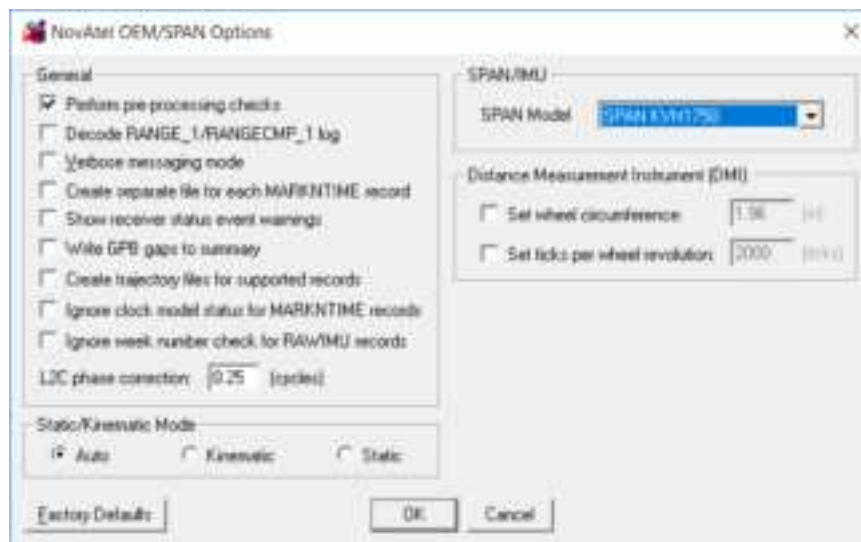 NovAtel OEM/SPAN Options
General
Perform pre-processing checks
Decode RANGE_1/RANGECMP_1 log
Verbose messaging mode
Create separate file for each MARKNTIME record
Show receiver status event warnings
Write GPB gaps to summary
Create trajectory files for supported records
Ignore clock model status for MARKNTIME records
Ignore week number check for RAWIMU records
L2C phase correction: 0.25 (cycles)
Static/Kinematic Mode
Auto Kinematic Static
SPAN/IMU
SPAN Model SPAN KVH1750
Distance Measurement Instrument (DMI)
Set wheel circumference: 1.96 (m)
Set ticks per wheel revolution: 2000 (ticks)
Factory Defaults OK Cancel